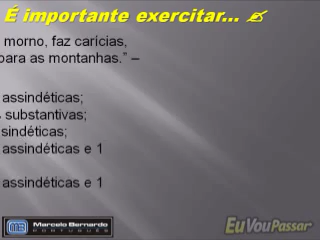 É importante exercitar...
morno, faz carícias,
para as montanhas.” –
assindéticas;
substantivas;
sindéticas;
assindéticas e 1
assindéticas e 1
MB Marcelo Bernardo
PORTUGUÊS
EuVouPassar